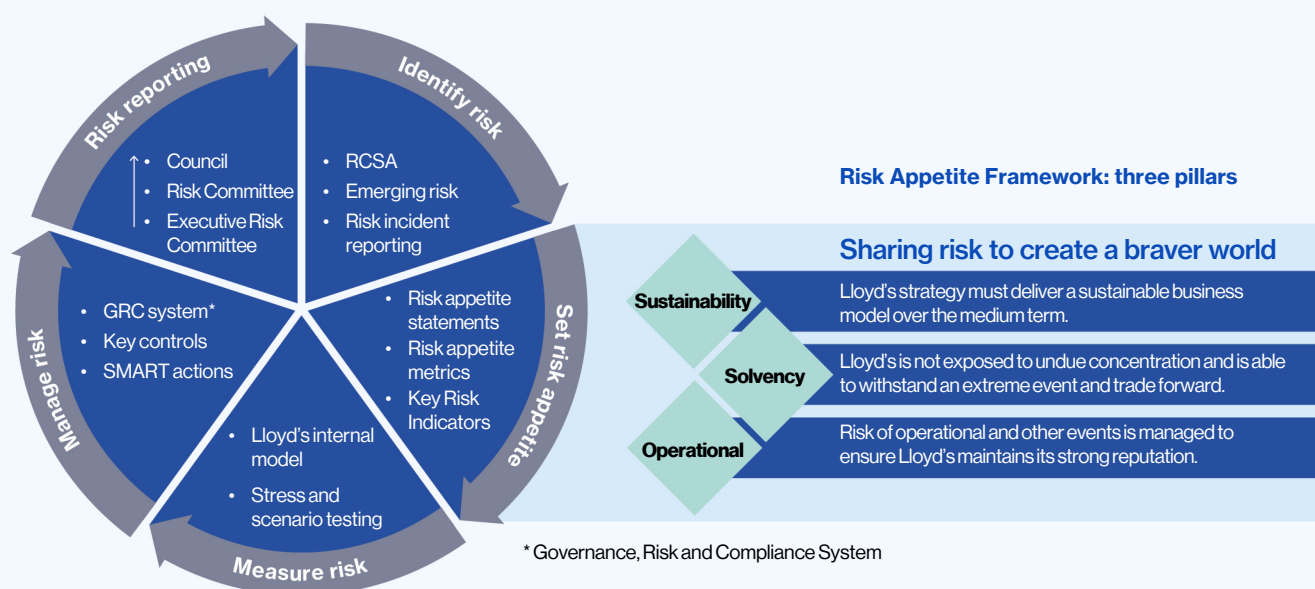 Risk reporting
• Council
• Risk Committee
• Executive Risk
Committee
Identify risk
• RCSA
• Emerging risk
• Risk incident
reporting
Set risk appetite
• Risk appetite
statements
• Risk appetite
metrics
• Key Risk
Indicators
Measure risk
• Lloyd's internal
model
• Stress and
scenario testing
Manage risk
• GRC system*
• Key controls
• SMART actions
Risk Appetite Framework: three pillars
Sharing risk to create a braver world
Sustainability
Lloyd's strategy must deliver a sustainable business
model over the medium term.
Solvency
Lloyd's is not exposed to undue concentration and is able
to withstand an extreme event and trade forward.
Operational
Risk of operational and other events is managed to
ensure Lloyd's maintains its strong reputation.
* Governance, Risk and Compliance System